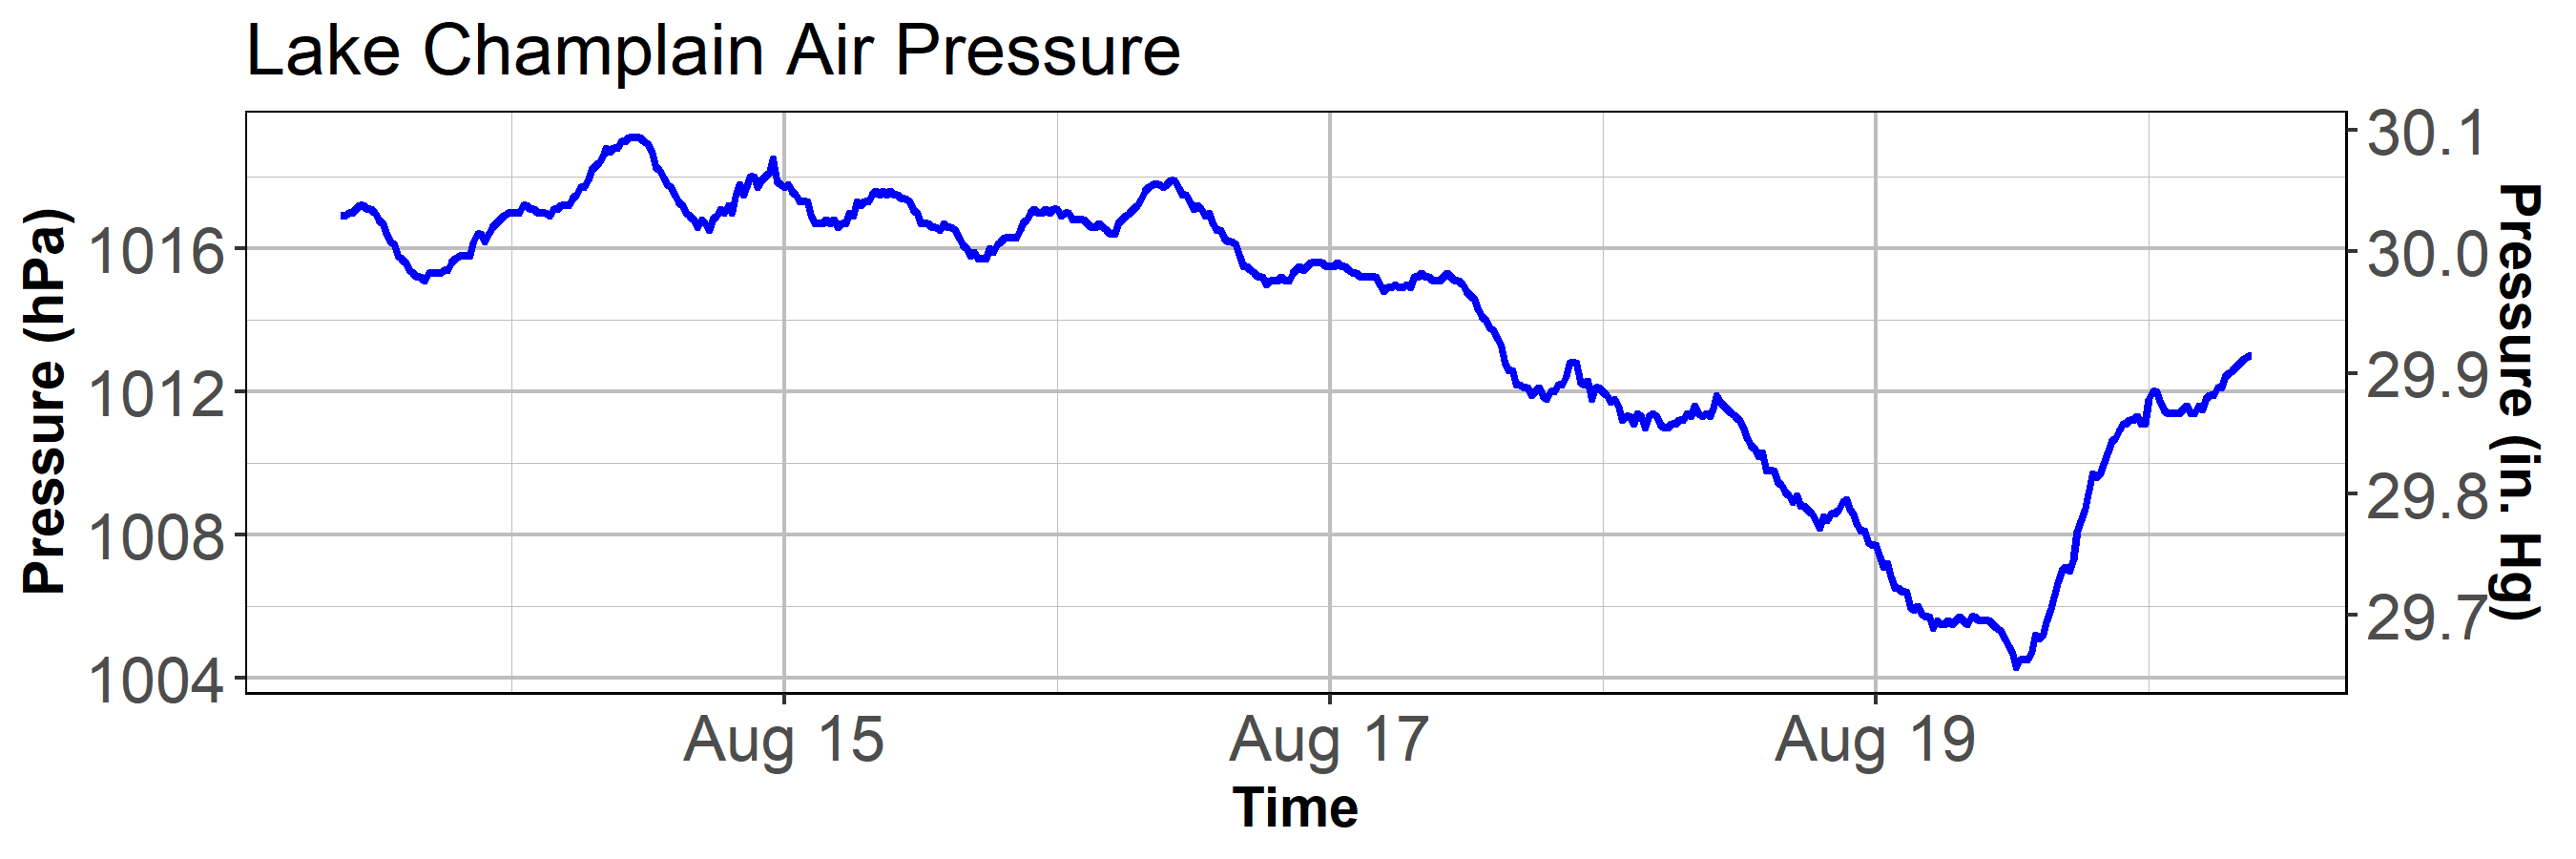 Lake Champlain Air Pressure
Pressure (hPa)
1016
1012
1008
1004
30.1
30.0
29.9
29.8
29.7
Pressure (in. Hg)
Aug 15
Aug 17
Aug 19
Time